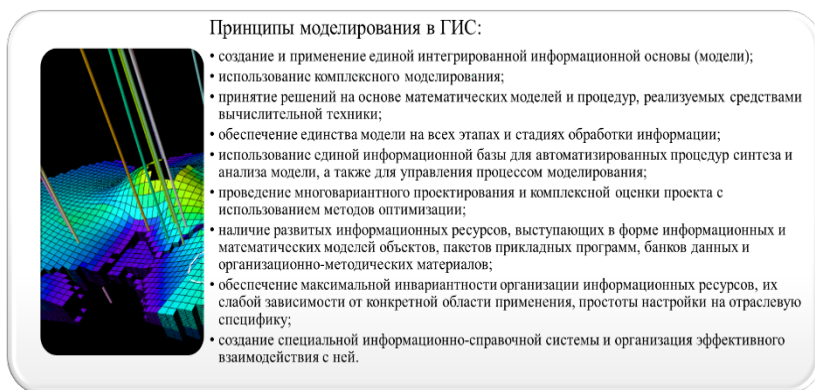 Принципы моделирования в ГИС:
• создание и применение единой интегрированной информационной основы (модели);
• использование комплексного моделирования;
• принятие решений на основе математических моделей и процедур, реализуемых средствами
вычислительной техники;
• обеспечение единства модели на всех этапах и стадиях обработки информации;
• использование единой информационной базы для автоматизированных процедур синтеза и
анализа модели, а также для управления процессом моделирования;
• проведение многовариантного проектирования и комплексной оценки проекта с
использованием методов оптимизации;
• наличие развитых информационных ресурсов, выступающих в форме информационных и
математических моделей объектов, пакетов прикладных программ, банков данных и
организационно-методических материалов;
• обеспечение максимальной инвариантности организации информационных ресурсов, их
слабой зависимости от конкретной области применения, простоты настройки на отраслевую
специфику;
• создание специальной информационно-справочной системы и организация эффективного
взаимодействия с ней.